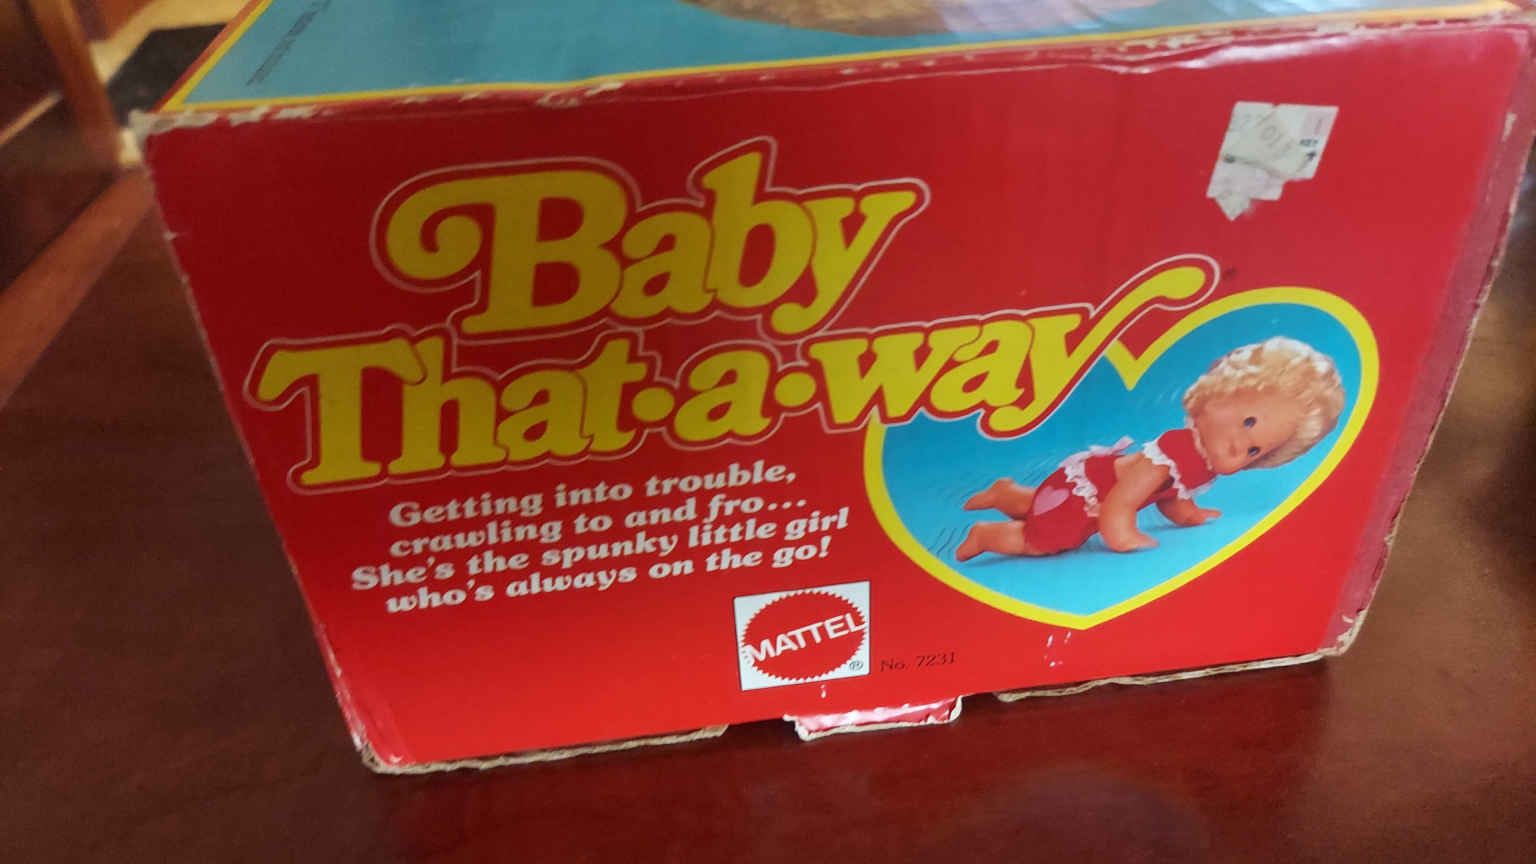 Baby
That·a·way
Getting into trouble,
crawling to and fro...
She's the spunky little girl
who's always on the go!
MATTEL
®
No. 7231